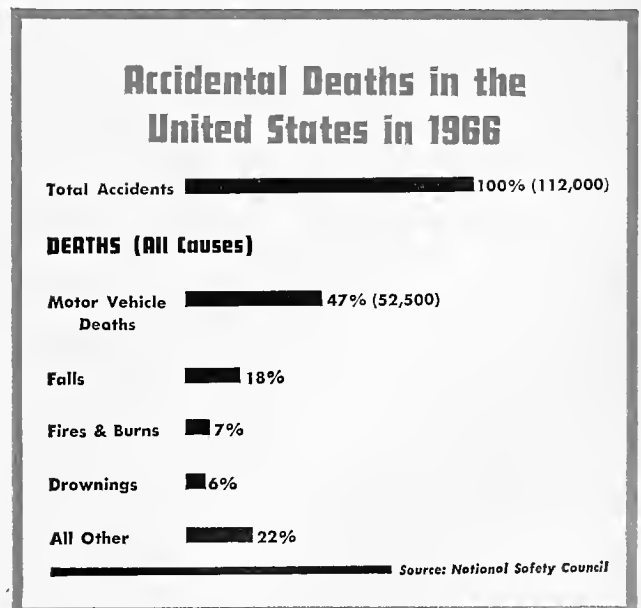 Accidental Deaths in the
United States in 1966
Total Accidents 100% (112,000)
DEATHS (All Causes)
Motor Vehicle 47% (52,500)
Deaths
Falls 18%
Fires & Burns 7%
Drownings 6%
All Other 22%
Source: National Safety Council